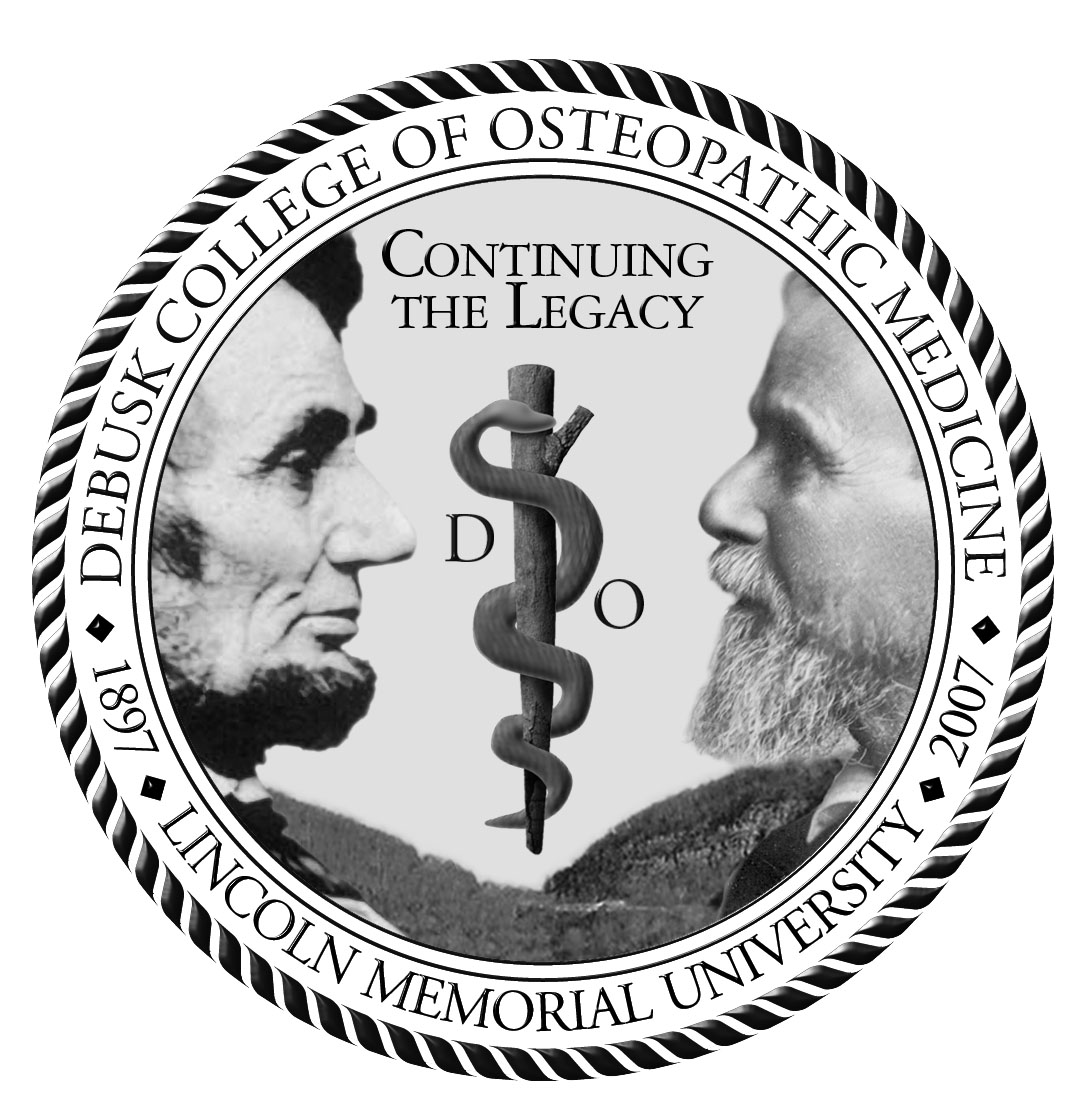 DEBUSK COLLEGE OF OSTEOPATHIC MEDICINE
CONTINUING
THE LEGACY
D
O
1897
LINCOLN MEMORIAL UNIVERSITY
2007